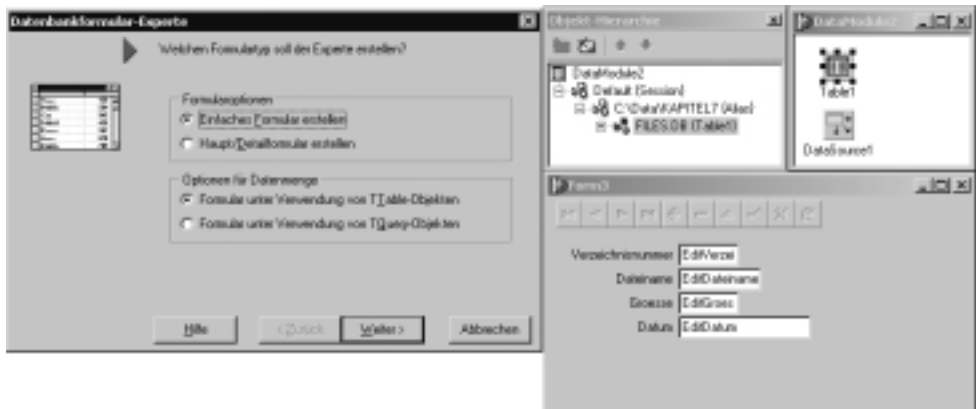 Datenbankformular-Experte
Welchen Formulartyp soll der Experte erstellen?
Formularoptionen
Einfaches Formular erstellen
Haupt/Detailformular erstellen
Optionen für Datenmenge
Formular unter Verwendung von TTable-Objekten
Formular unter Verwendung von TQuery-Objekten
Hilfe
< Zurück
Weiter >
Abbrechen
Objekt-Hierarchie
DataModule2
Default (Session)
C:\Data\KAPITEL7 (Alias)
FILES.DB (Table1)
DataModule2
Table1
DataSource1
Form3
Verzeichnisnummer EditVerzei
Dateiname EditDateiname
Groesse EditGroes
Datum EditDatum